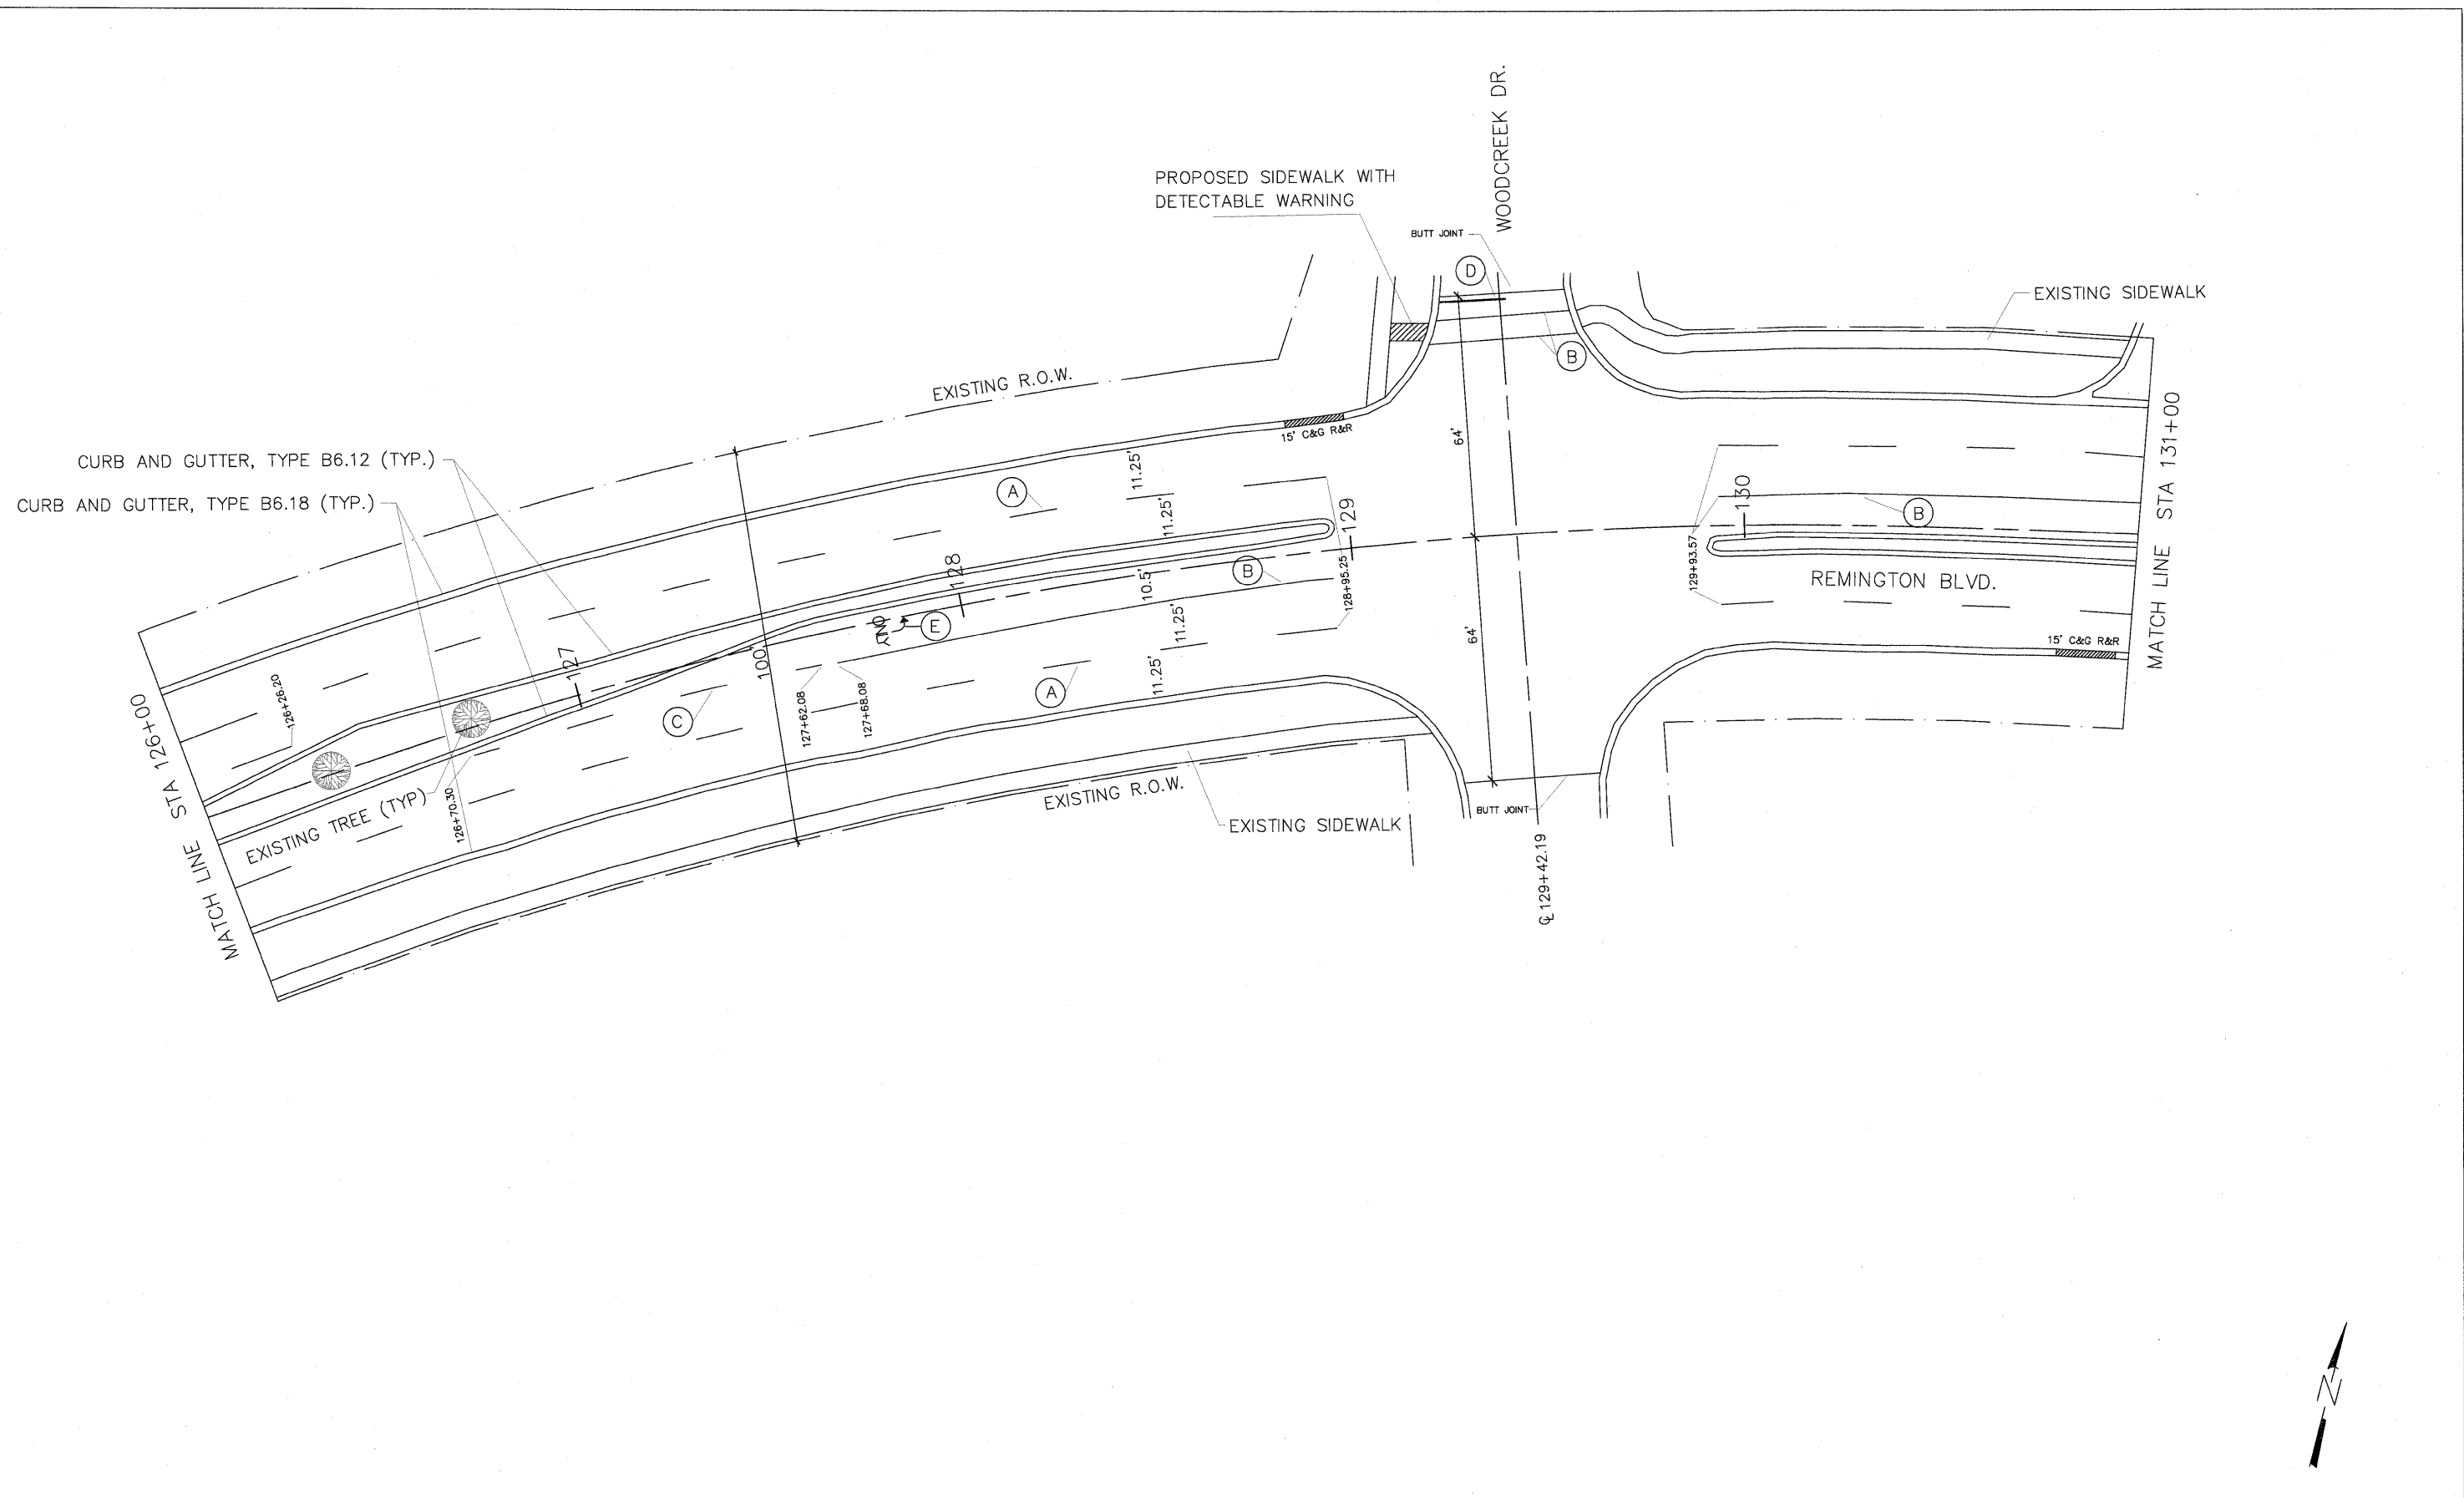 WOODCREEK DR.
PROPOSED SIDEWALK WITH
DETECTABLE WARNING
BUTT JOINT
D
EXISTING SIDEWALK
B
EXISTING R.O.W.
15' C&G R&R
64'
CURB AND GUTTER, TYPE B6.12 (TYP.)
CURB AND GUTTER, TYPE B6.18 (TYP.)
A
11.25'
11.25'
129
130
B
MATCH LINE STA 131+00
128
10.5'
B
128+95.25
129+93.57
REMINGTON BLVD.
ONLY
E
11.25'
64'
15' C&G R&R
127
100'
126+26.20
C
127+62.08
127+68.08
A
11.25'
MATCH LINE STA 126+00
EXISTING TREE (TYP)
126+70.30
EXISTING R.O.W.
EXISTING SIDEWALK
BUTT JOINT
℄ 129+42.19
N